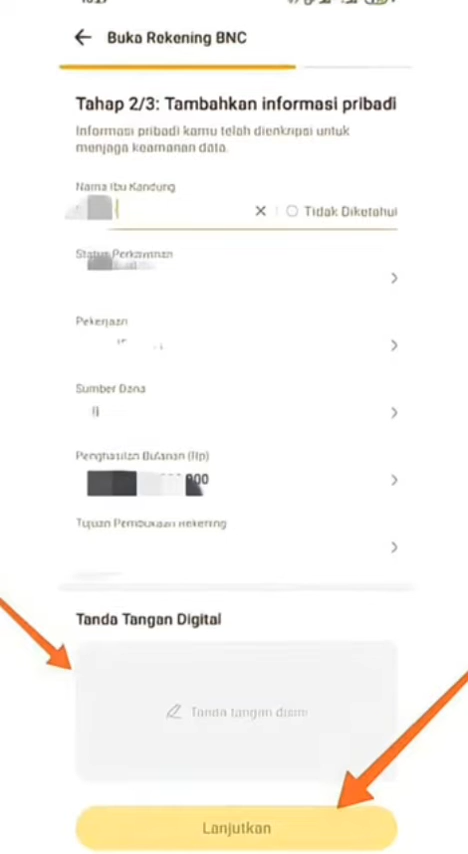 Buka Rekening BNC
Tahap 2/3: Tambahkan informasi pribadi
Informasi pribadi kamu telah dienkripsi untuk
menjaga keamanan data.
Nama Ibu Kandung
Tidak Diketahui
Status Perkawinan
Pekerjaan
Sumber Dana
Penghasilan Bulanan (Rp)
Tujuan Pembukaan Rekening
Tanda Tangan Digital
Tanda tangan disini
Lanjutkan